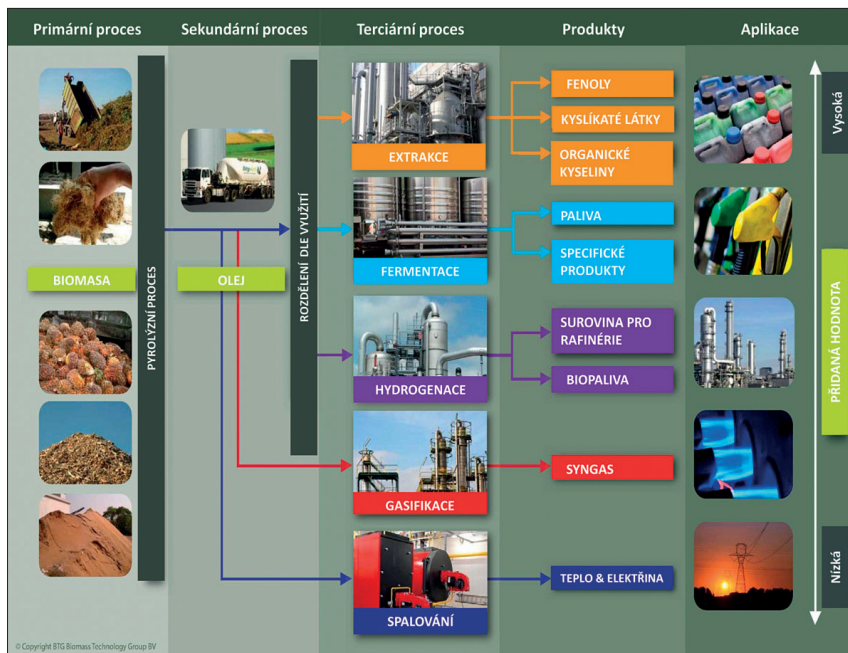 Primární proces
Sekundární proces
Terciární proces
Produkty
Aplikace
BIOMASA
PYROLÝZNÍ PROCES
OLEJ
ROZDĚLENÍ DLE VYUŽITÍ
EXTRAKCE
FENOLY
KYSLÍKATÉ LÁTKY
ORGANICKÉ
KYSELINY
FERMENTACE
PALIVA
SPECIFICKÉ
PRODUKTY
HYDROGENACE
SUROVINA PRO
RAFINÉRIE
BIOPALIVA
GASIFIKACE
SYNGAS
SPALOVÁNÍ
TEPLO & ELEKTŘINA
Vysoká
PŘIDANÁ HODNOTA
Nízká
© Copyright BTG Biomass Technology Group BV